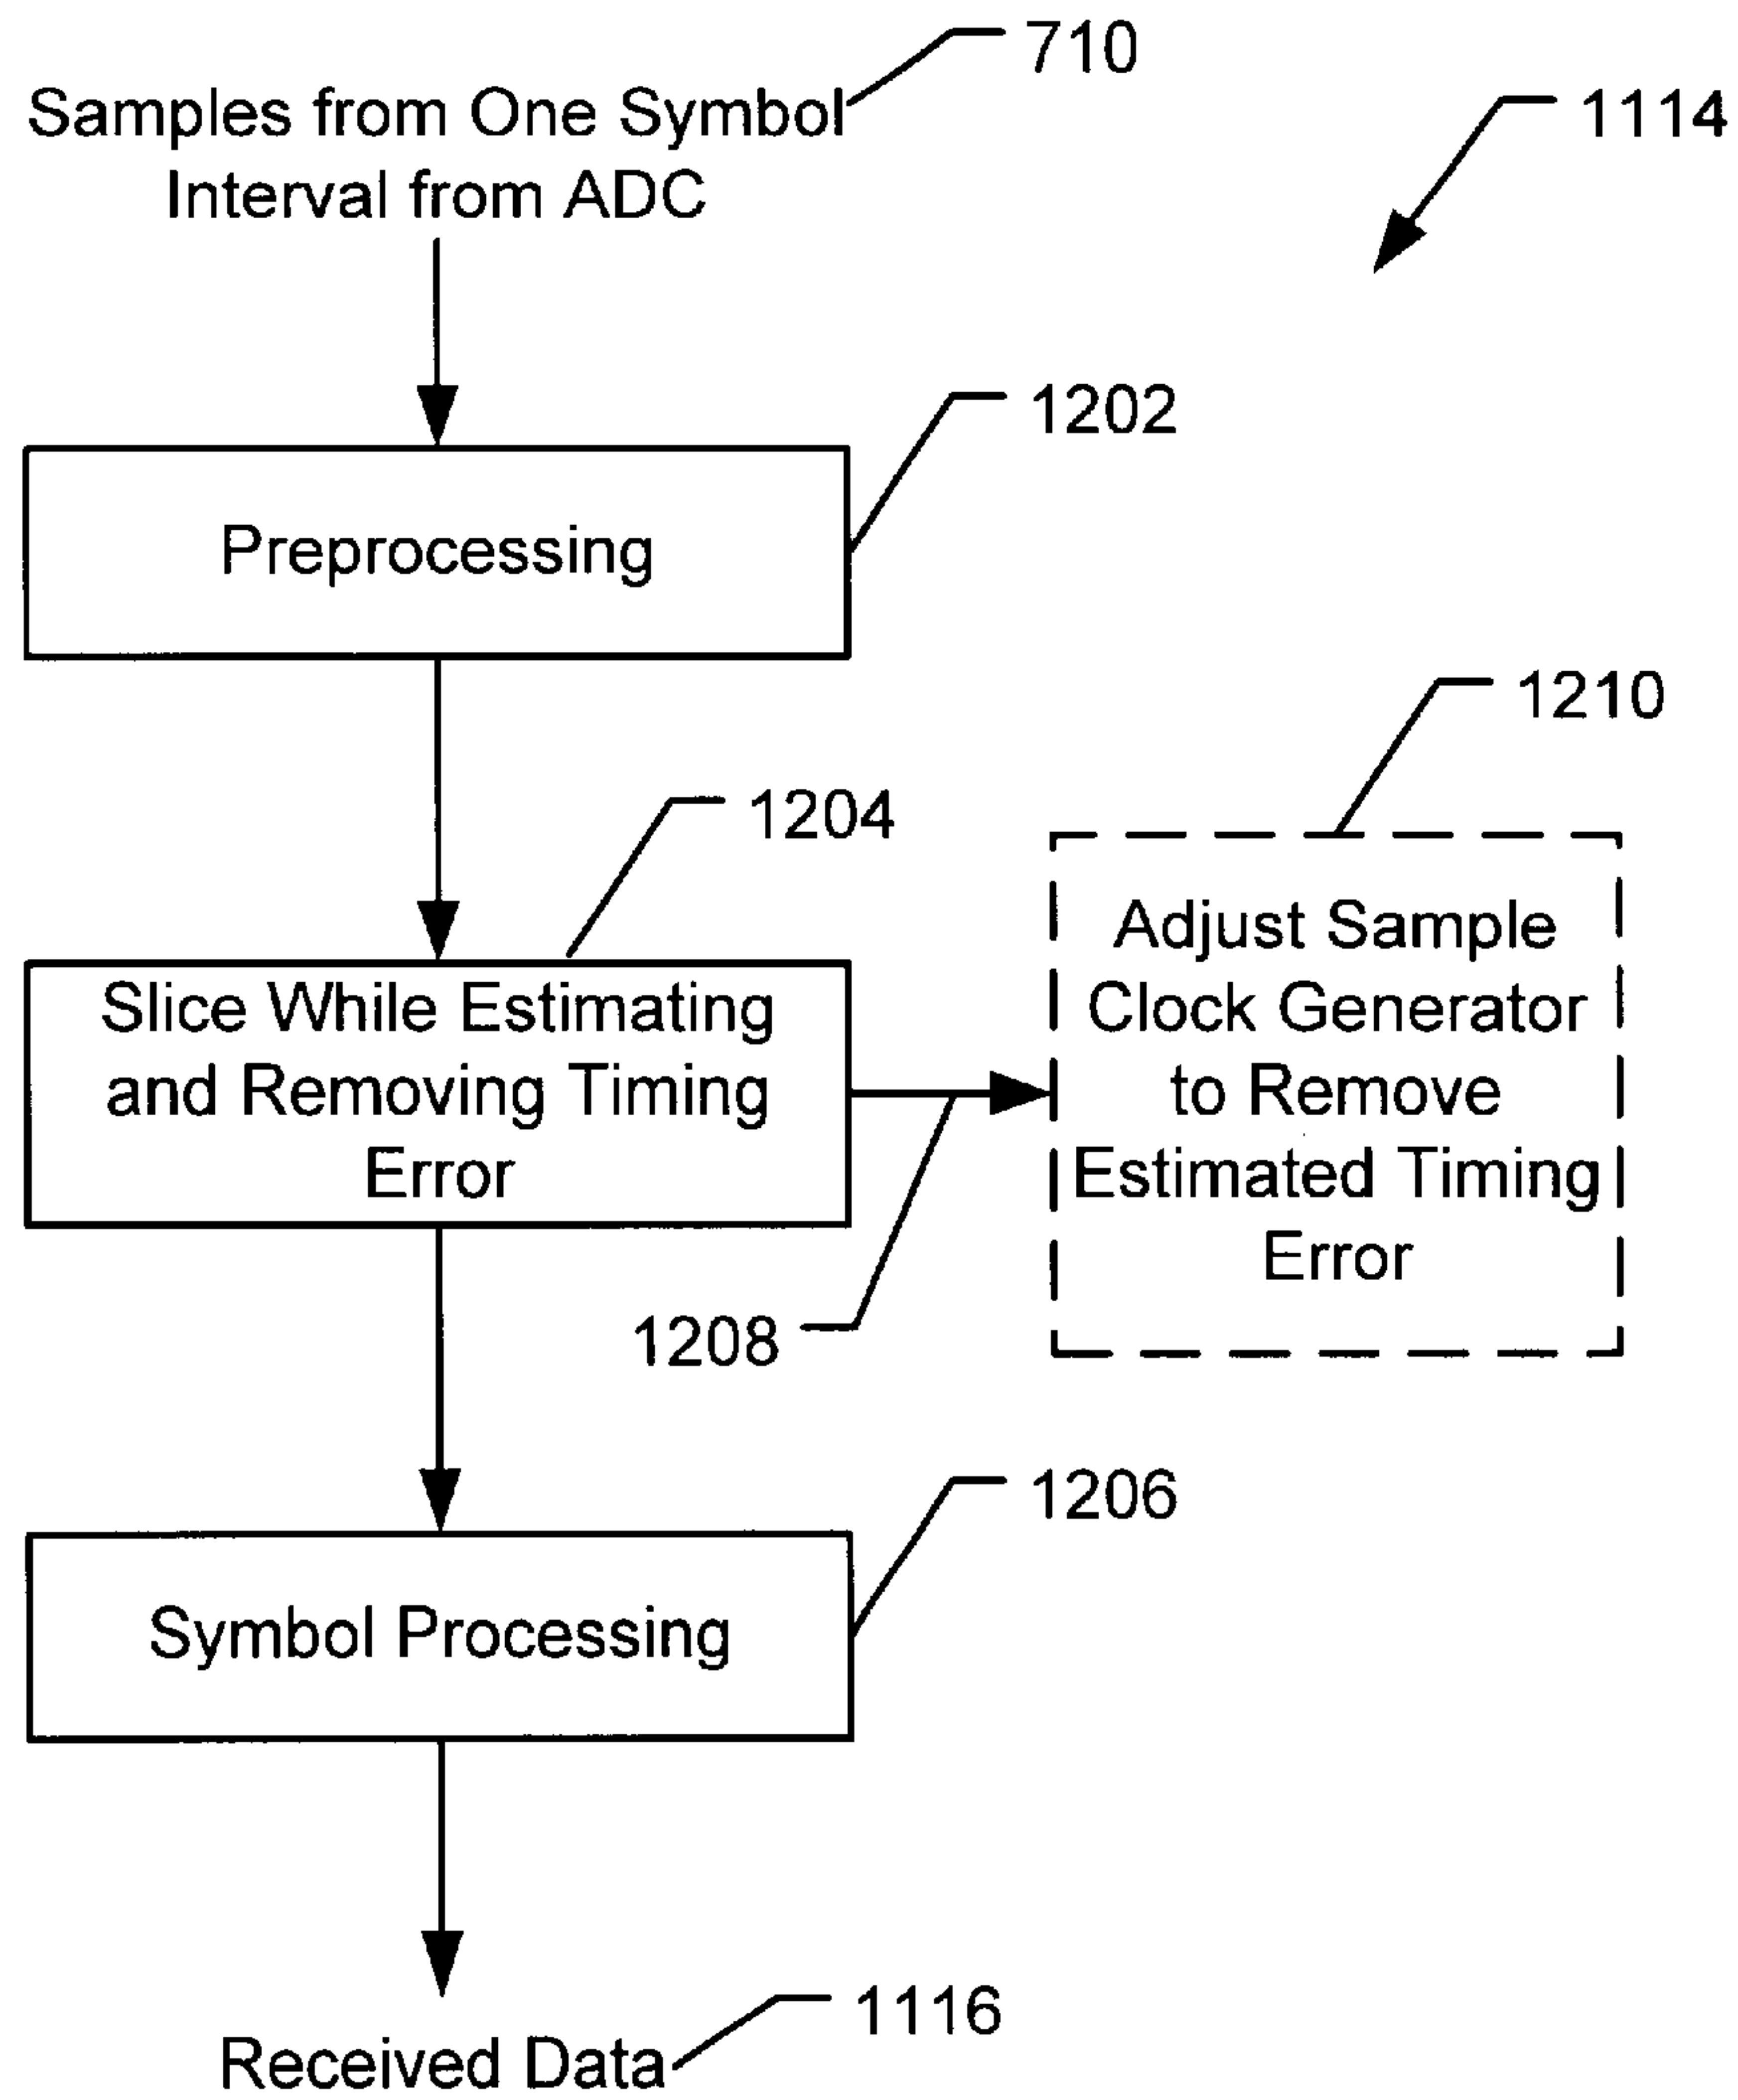 710
Samples from One Symbol
Interval from ADC
1114
1202
Preprocessing
1210
1204
Slice While Estimating
and Removing Timing
Error
Adjust Sample
Clock Generator
to Remove
Estimated Timing
Error
1208
1206
Symbol Processing
1116
Received Data